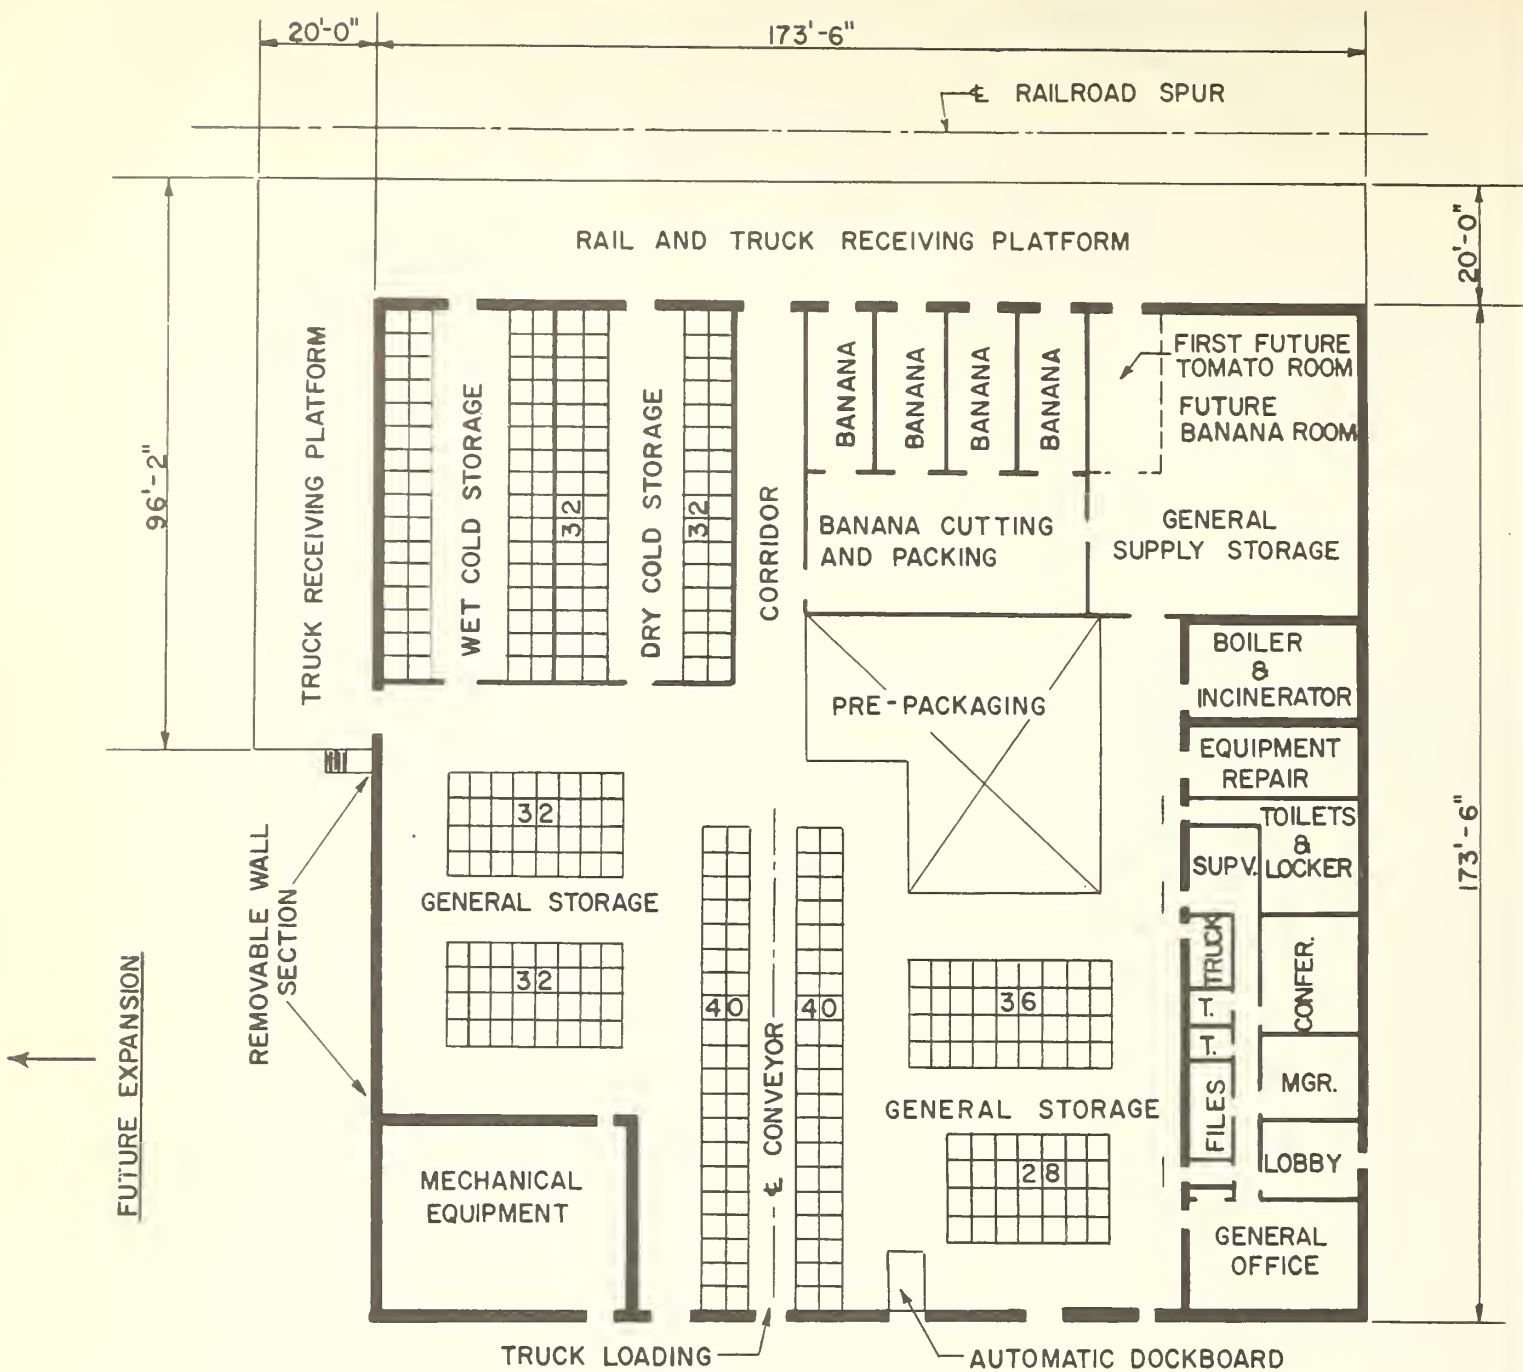 20'-0"
173'-6"
℄ RAILROAD SPUR
RAIL AND TRUCK RECEIVING PLATFORM
20'-0"
96'-2"
TRUCK RECEIVING PLATFORM
WET COLD STORAGE
32
DRY COLD STORAGE
32
CORRIDOR
BANANA
BANANA
BANANA
BANANA
FIRST FUTURE
TOMATO ROOM
FUTURE
BANANA ROOM
BANANA CUTTING
AND PACKING
GENERAL
SUPPLY STORAGE
BOILER
&
INCINERATOR
PRE-PACKAGING
EQUIPMENT
REPAIR
TOILETS
&
LOCKER
SUPV.
173'-6"
32
GENERAL STORAGE
32
REMOVABLE WALL
SECTION
FUTURE EXPANSION
40
40
℄ CONVEYOR
36
GENERAL STORAGE
28
TRUCK
T.
T.
FILES
CONFER.
MGR.
LOBBY
GENERAL
OFFICE
MECHANICAL
EQUIPMENT
TRUCK LOADING
AUTOMATIC DOCKBOARD